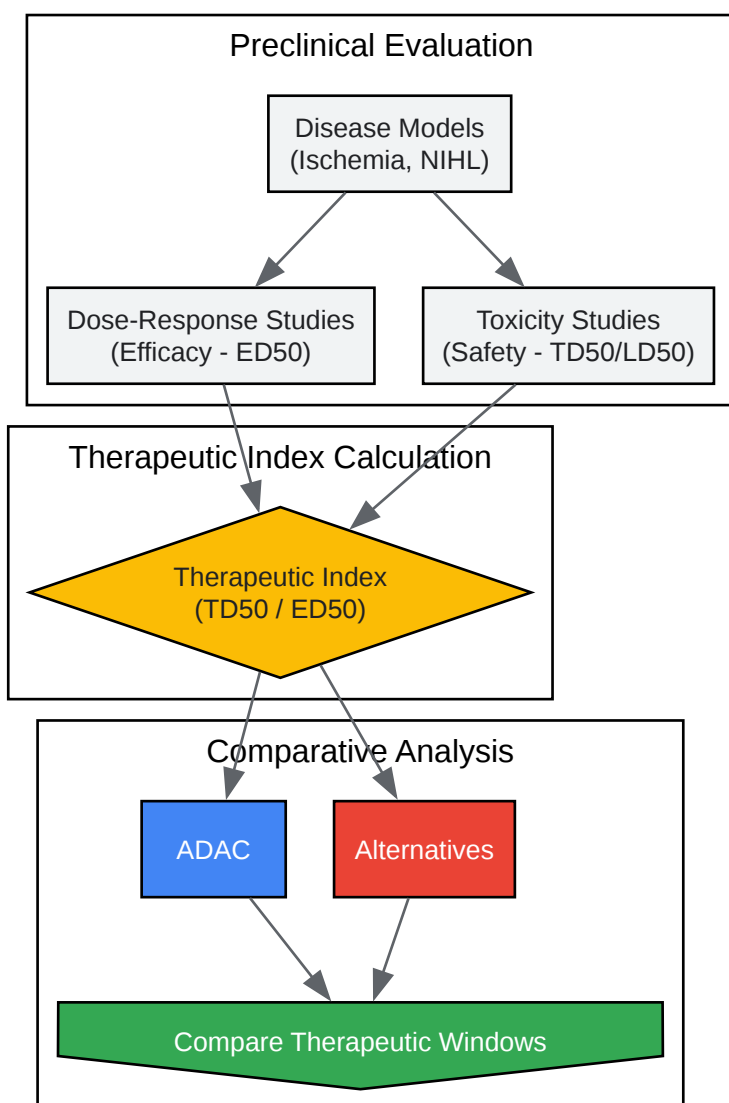 Preclinical Evaluation
Disease Models
(Ischemia, NIHL)
Dose-Response Studies
(Efficacy - ED50)
Toxicity Studies
(Safety - TD50/LD50)
Therapeutic Index Calculation
Therapeutic Index
(TD50 / ED50)
Comparative Analysis
ADAC
Alternatives
Compare Therapeutic Windows